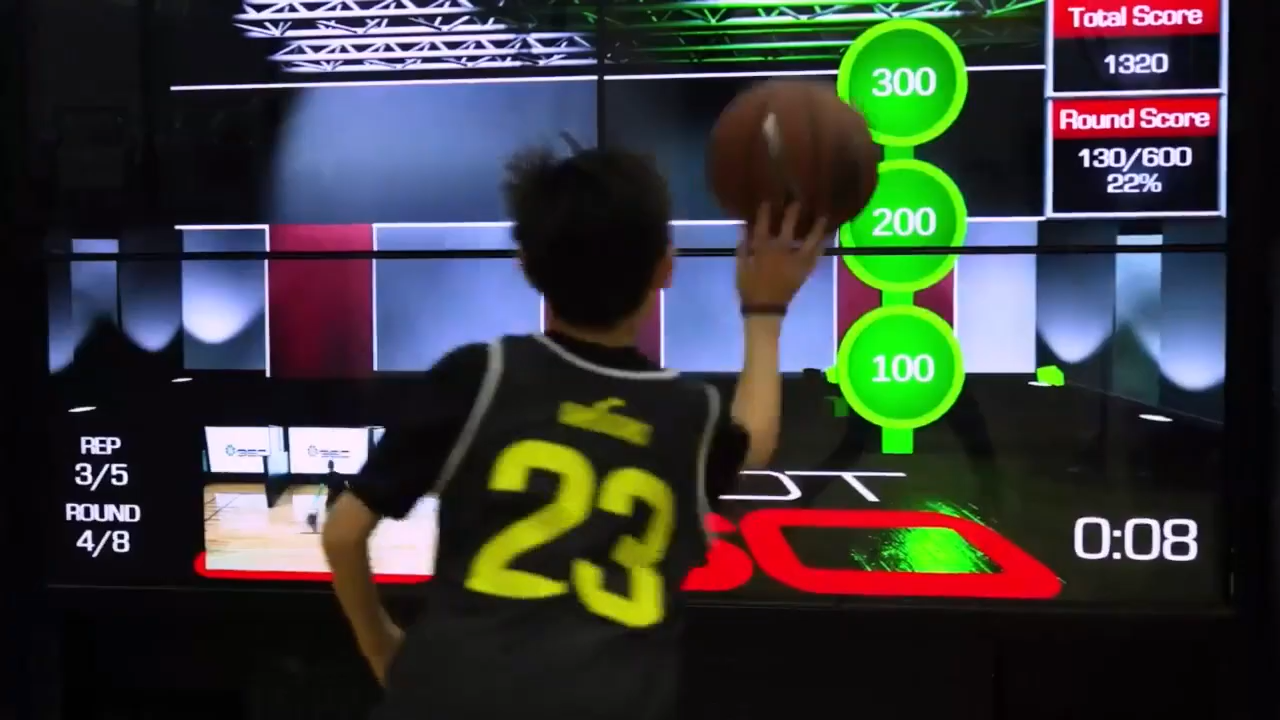 Total Score
1320
Round Score
130/600
22%
300
200
100
REP
3/5
ROUND
4/8
0:08
23